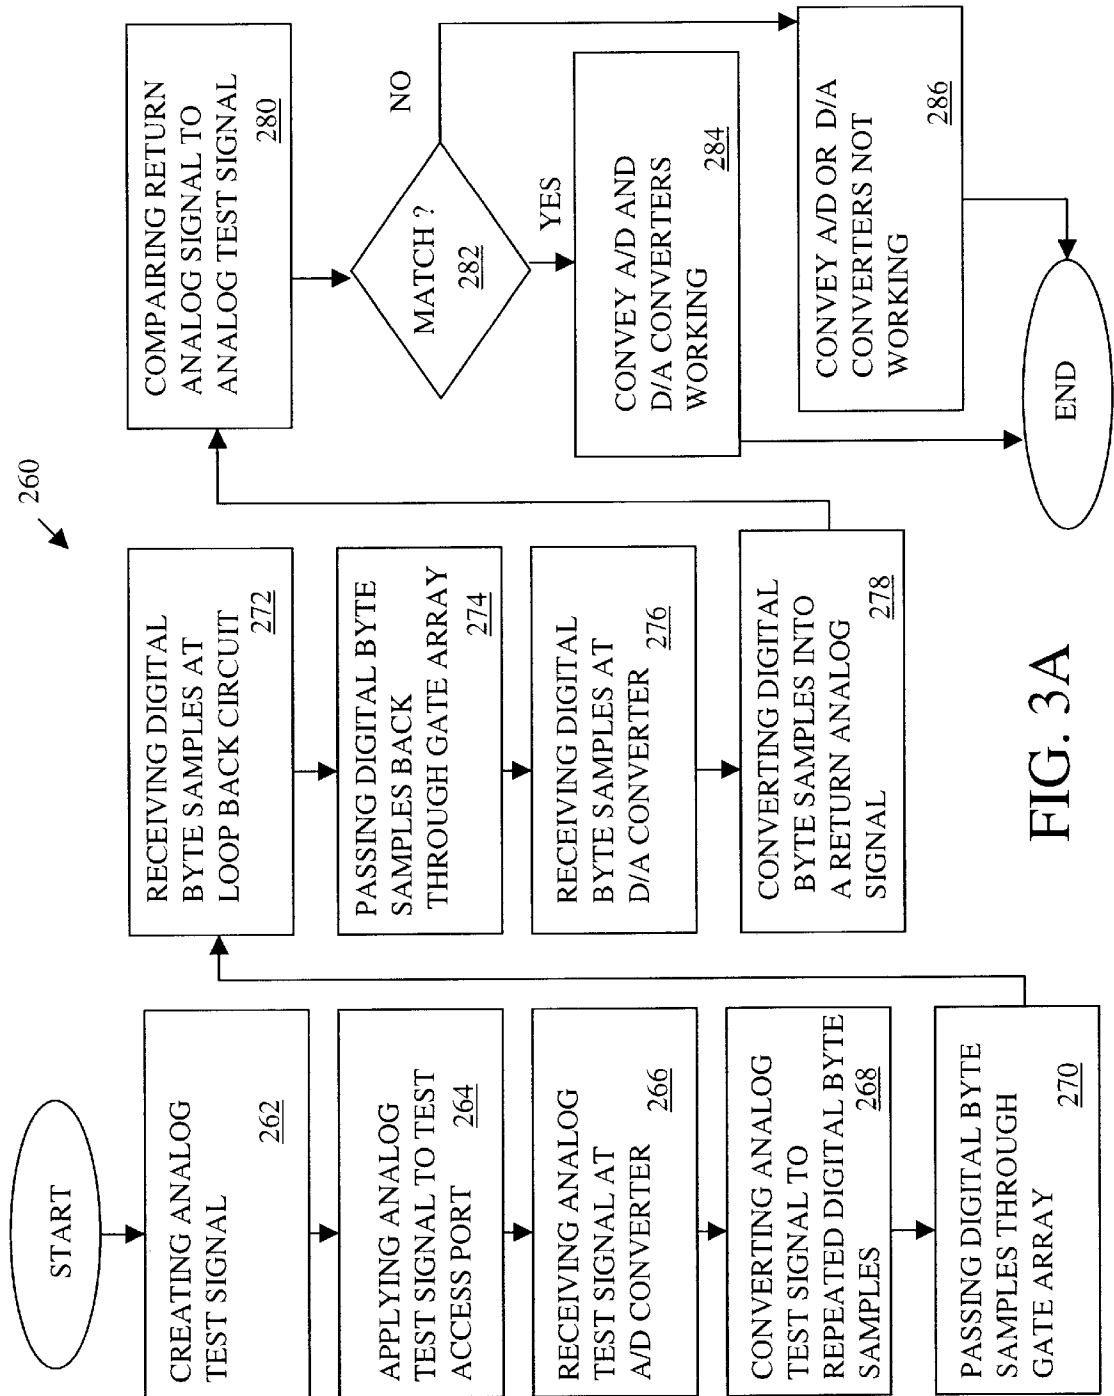 260
START
CREATING ANALOG
TEST SIGNAL
262
APPLYING ANALOG
TEST SIGNAL TO TEST
ACCESS PORT
264
RECEIVING ANALOG
TEST SIGNAL AT
A/D CONVERTER
266
CONVERTING ANALOG
TEST SIGNAL TO
REPEATED DIGITAL BYTE
SAMPLES
268
PASSING DIGITAL BYTE
SAMPLES THROUGH
GATE ARRAY
270
RECEIVING DIGITAL
BYTE SAMPLES AT
LOOP BACK CIRCUIT
272
PASSING DIGITAL BYTE
SAMPLES BACK
THROUGH GATE ARRAY
274
RECEIVING DIGITAL
BYTE SAMPLES AT
D/A CONVERTER
276
CONVERTING DIGITAL
BYTE SAMPLES INTO
A RETURN ANALOG
SIGNAL
278
COMPAIRING RETURN
ANALOG SIGNAL TO
ANALOG TEST SIGNAL
280
MATCH ?
282
NO
YES
CONVEY A/D AND
D/A CONVERTERS
WORKING
284
CONVEY A/D OR D/A
CONVERTERS NOT
WORKING
286
END
FIG. 3A